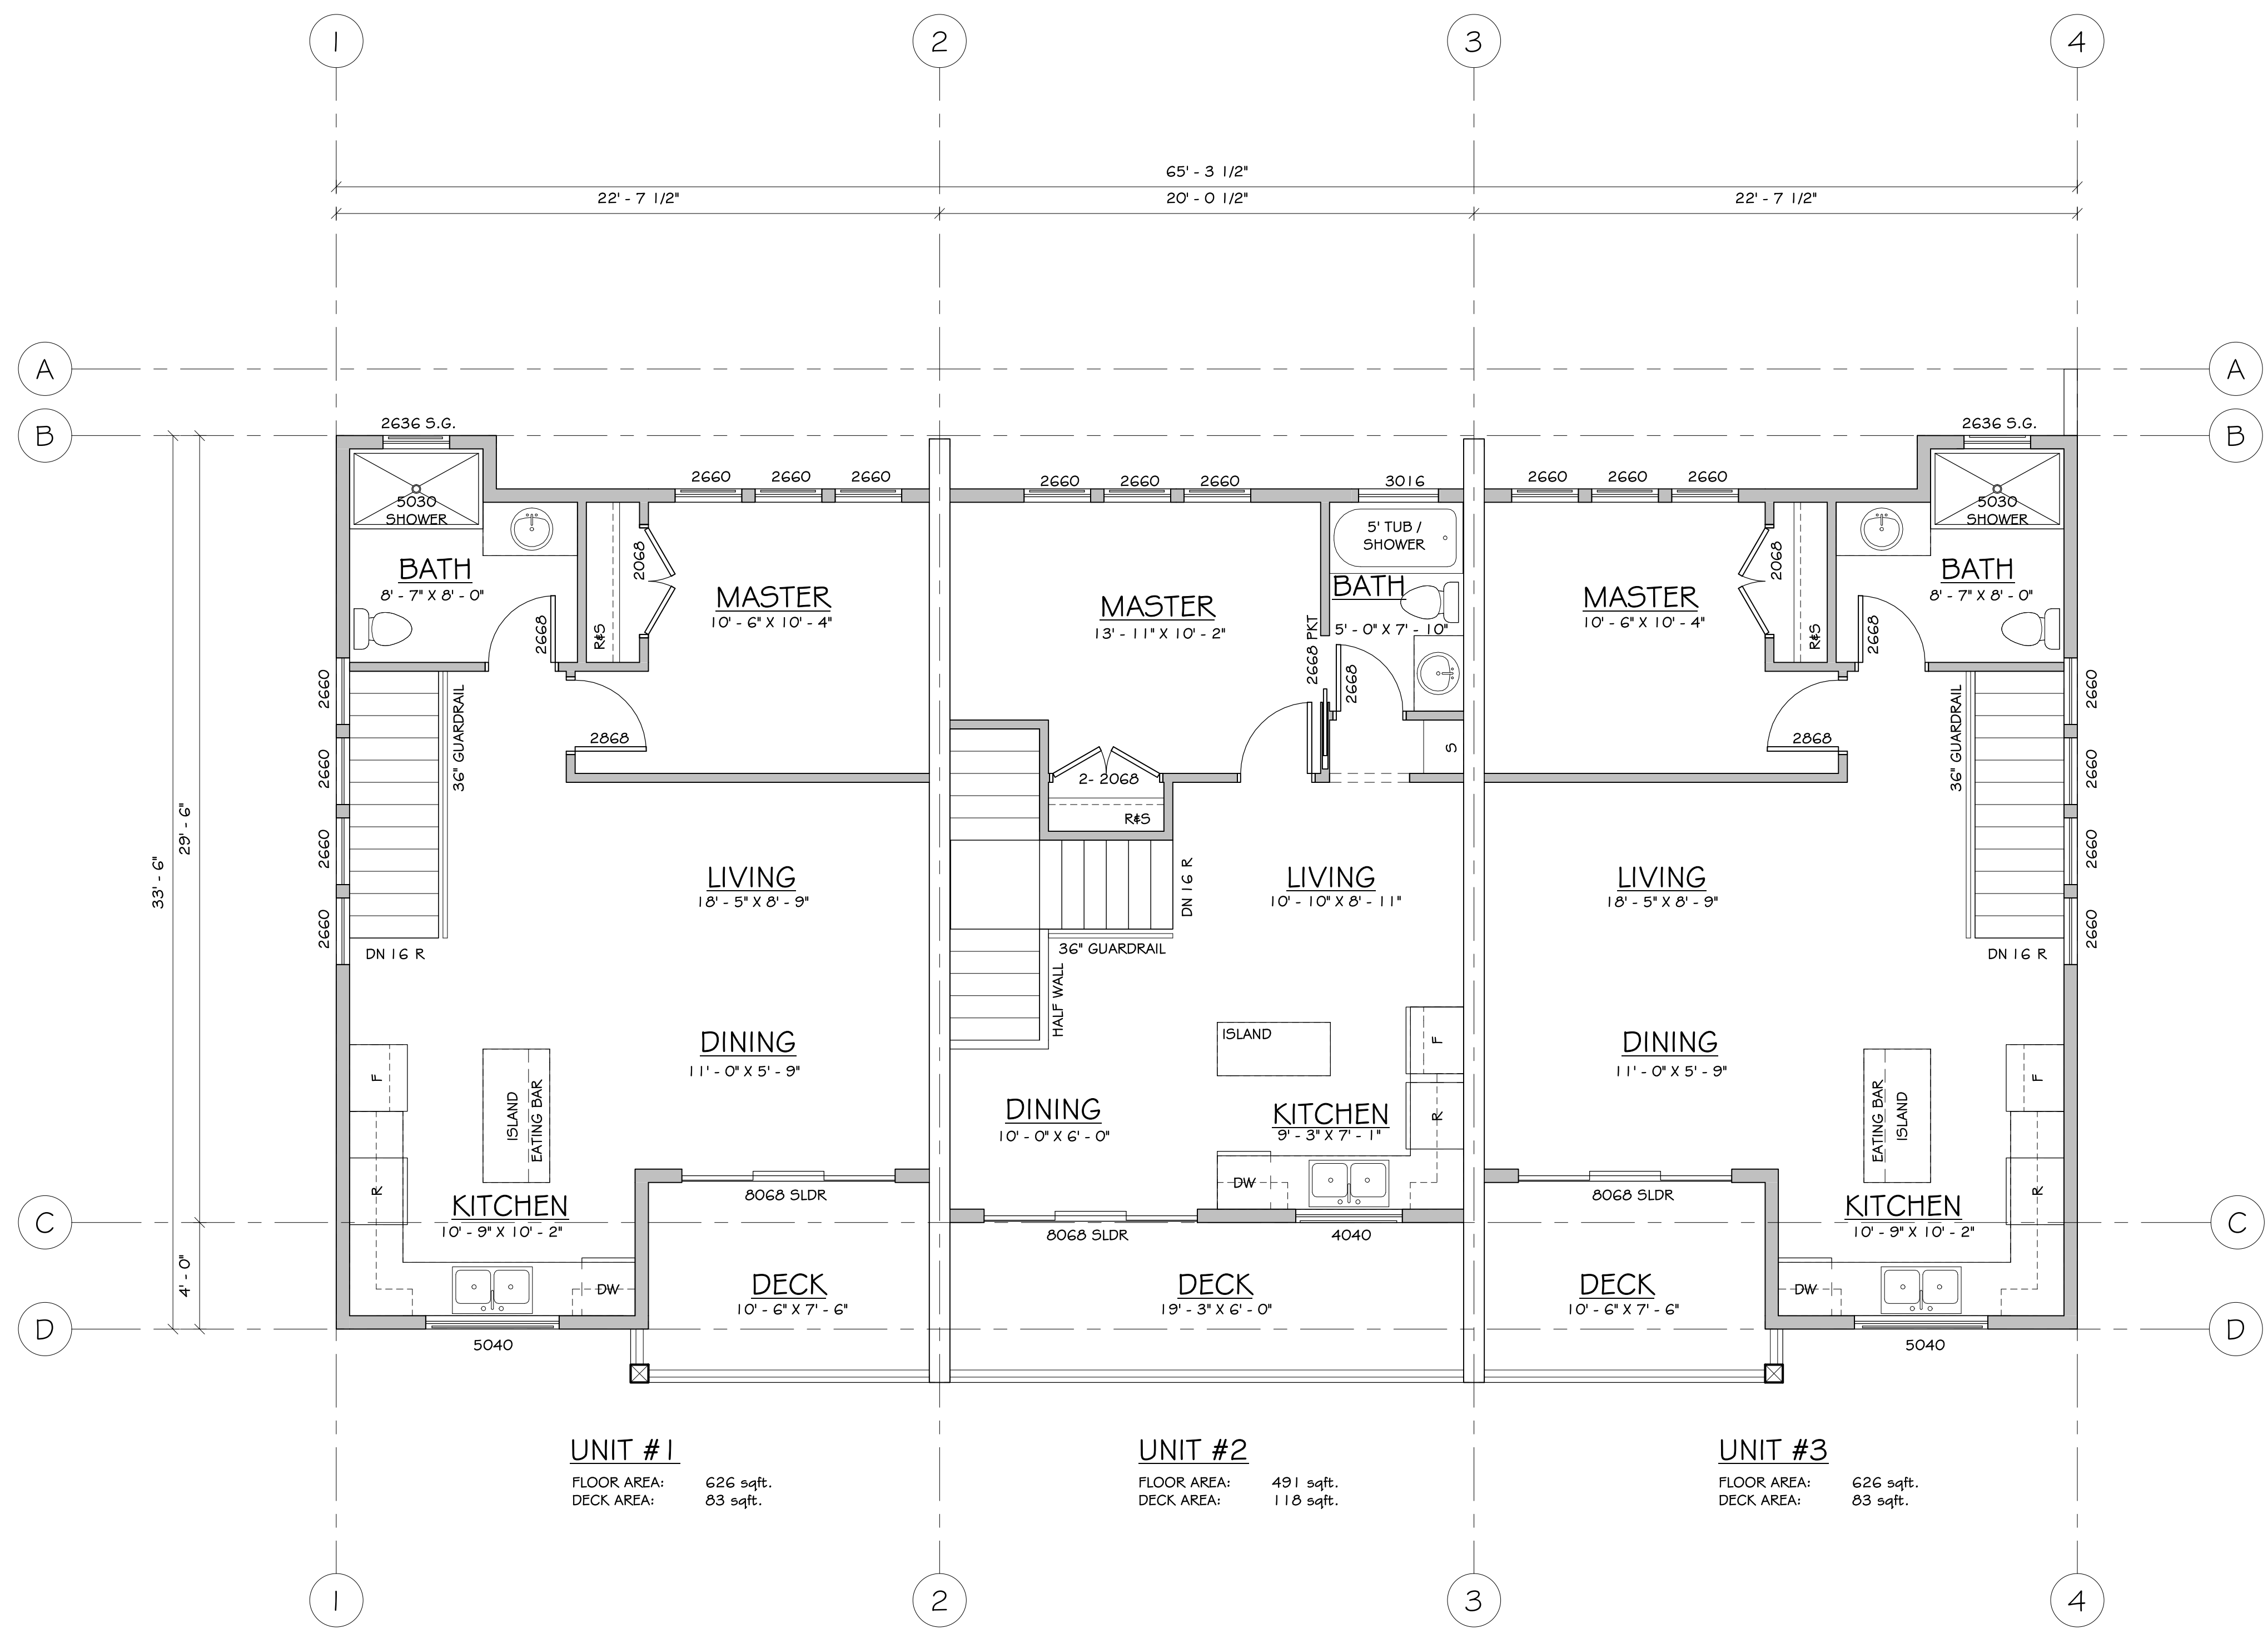 1
2
3
4
65' - 3 1/2"
22' - 7 1/2"
20' - 0 1/2"
22' - 7 1/2"
A
A
B
B
2636 S.G.
2636 S.G.
2660
2660
2660
2660
2660
2660
3016
2660
2660
2660
5030
SHOWER
5' TUB /
SHOWER
5030
SHOWER
2068
2068
BATH
8' - 7" X 8' - 0"
MASTER
10' - 6" X 10' - 4"
MASTER
13' - 11" X 10' - 2"
BATH
5' - 0" X 7' - 10"
MASTER
10' - 6" X 10' - 4"
BATH
8' - 7" X 8' - 0"
2668
R&S
2668 PKT
2668
R&S
2668
2660
2660
2660
2660
36" GUARDRAIL
2868
2- 2068
R&S
S
2868
36" GUARDRAIL
2660
2660
2660
2660
33' - 6"
29' - 6"
LIVING
18' - 5" X 8' - 9"
DN 16 R
LIVING
10' - 10" X 8' - 11"
LIVING
18' - 5" X 8' - 9"
DN 16 R
36" GUARDRAIL
HALF WALL
DN 16 R
DINING
11' - 0" X 5' - 9"
ISLAND
F
DINING
11' - 0" X 5' - 9"
F
ISLAND
EATING BAR
DINING
10' - 0" X 6' - 0"
KITCHEN
9' - 3" X 7' - 1"
R
EATING BAR
ISLAND
F
R
8068 SLDR
DW
8068 SLDR
R
C
KITCHEN
10' - 9" X 10' - 2"
8068 SLDR
4040
KITCHEN
10' - 9" X 10' - 2"
C
4' - 0"
DW
DECK
10' - 6" X 7' - 6"
DECK
19' - 3" X 6' - 0"
DECK
10' - 6" X 7' - 6"
DW
D
D
5040
5040
UNIT #1
FLOOR AREA: 626 sqft.
DECK AREA: 83 sqft.
UNIT #2
FLOOR AREA: 491 sqft.
DECK AREA: 118 sqft.
UNIT #3
FLOOR AREA: 626 sqft.
DECK AREA: 83 sqft.
1
2
3
4